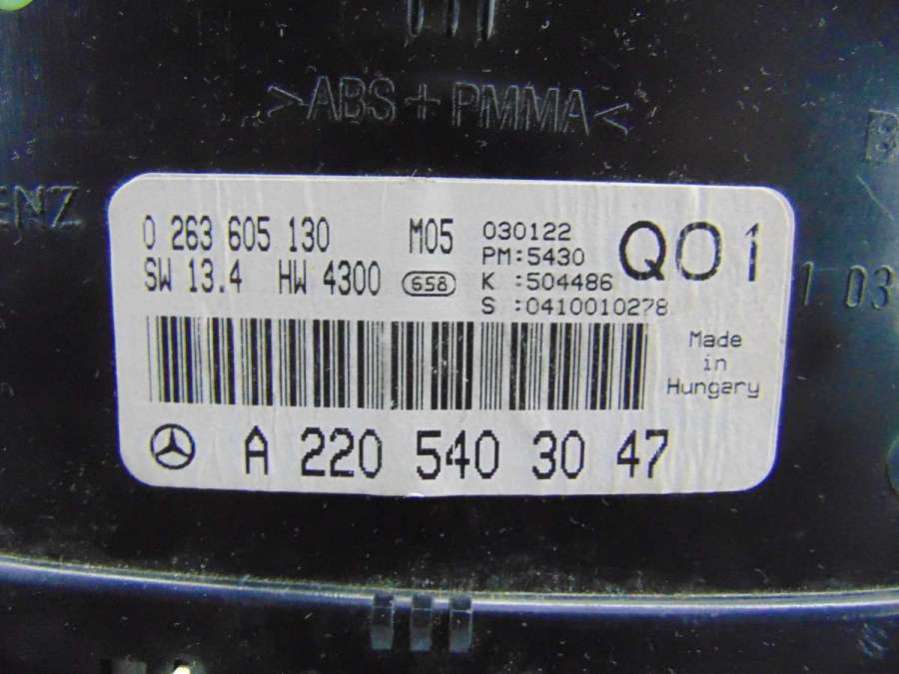 >ABS+PMMA<
ENZ
0 263 605 130 M05 030122 Q01
PM:5430
SW 13.4 HW 4300 658 K :504486
S :0410010278
1 03
Made
in
Hungary
A 220 540 30 47